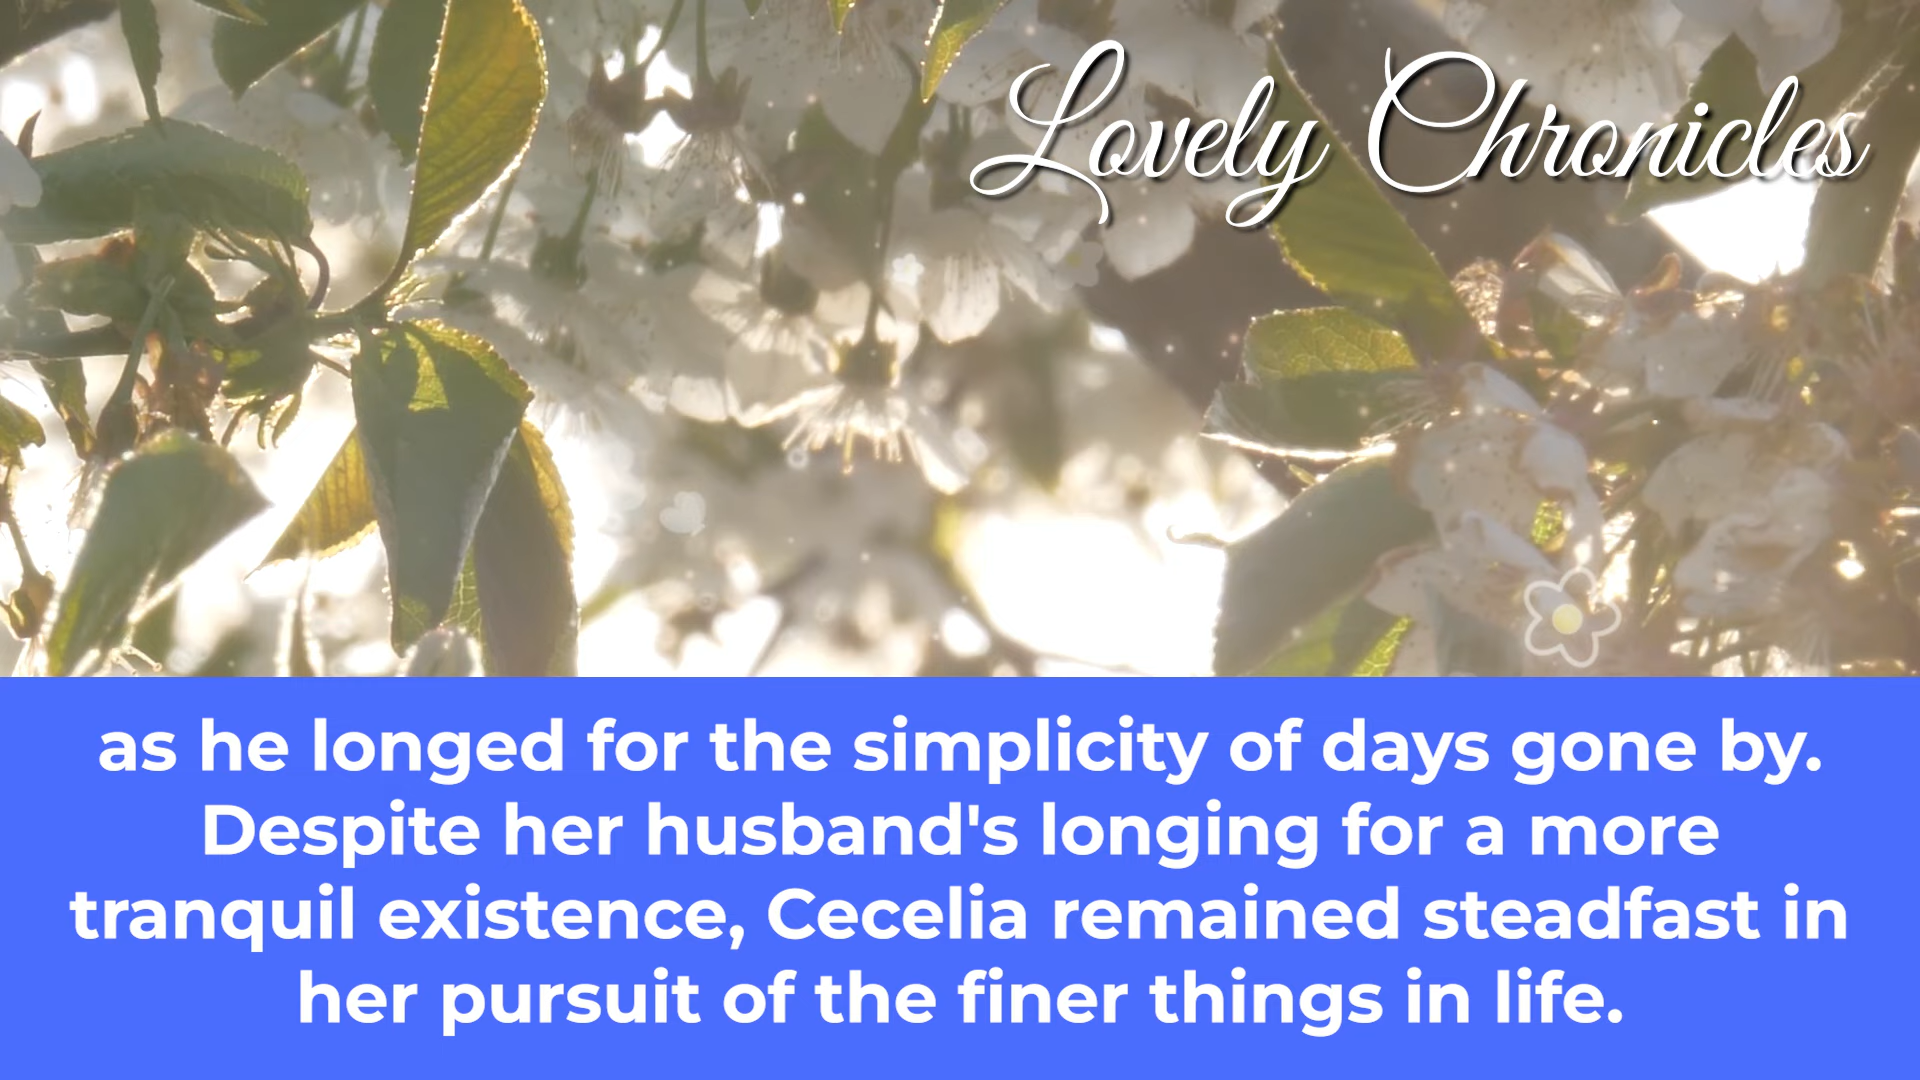 Lovely Chronicles
as he longed for the simplicity of days gone by.
Despite her husband's longing for a more
tranquil existence, Cecelia remained steadfast in
her pursuit of the finer things in life.